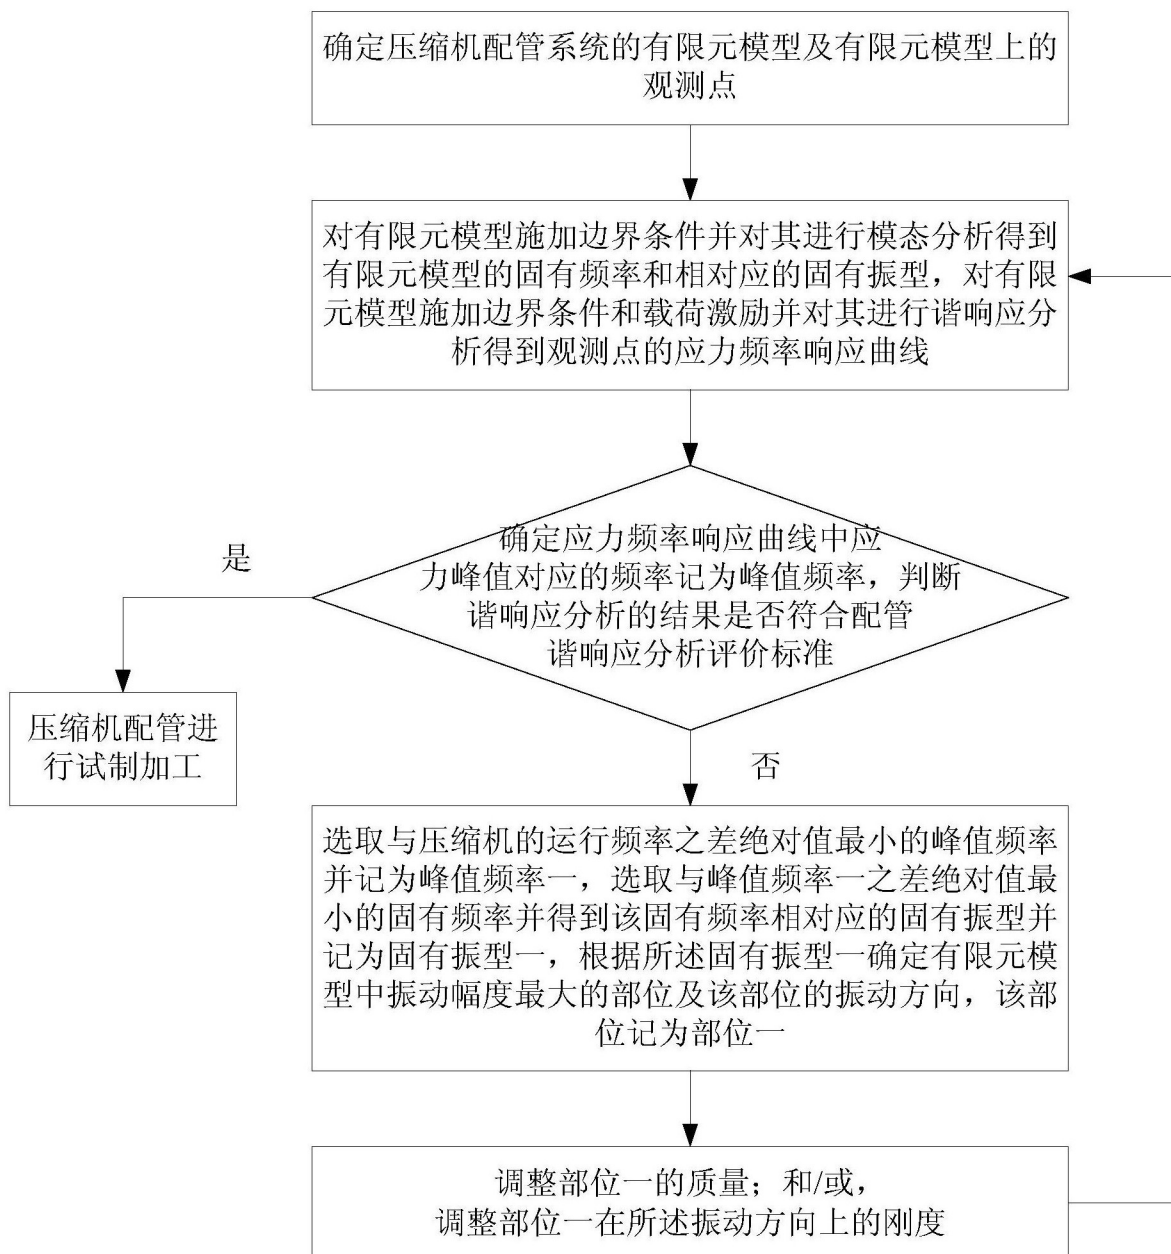 确定压缩机配管系统的有限元模型及有限元模型上的
观测点
对有限元模型施加边界条件并对其进行模态分析得到
有限元模型的固有频率和相对应的固有振型，对有限
元模型施加边界条件和载荷激励并对其进行谐响应分
析得到观测点的应力频率响应曲线
确定应力频率响应曲线中应
力峰值对应的频率记为峰值频率，判断
谐响应分析的结果是否符合配管
谐响应分析评价标准
是
压缩机配管进
行试制加工
否
选取与压缩机的运行频率之差绝对值最小的峰值频率
并记为峰值频率一，选取与峰值频率一之差绝对值最
小的固有频率并得到该固有频率相对应的固有振型并
记为固有振型一，根据所述固有振型一确定有限元模
型中振动幅度最大的部位及该部位的振动方向，该部
位记为部位一
调整部位一的质量；和/或，
调整部位一在所述振动方向上的刚度